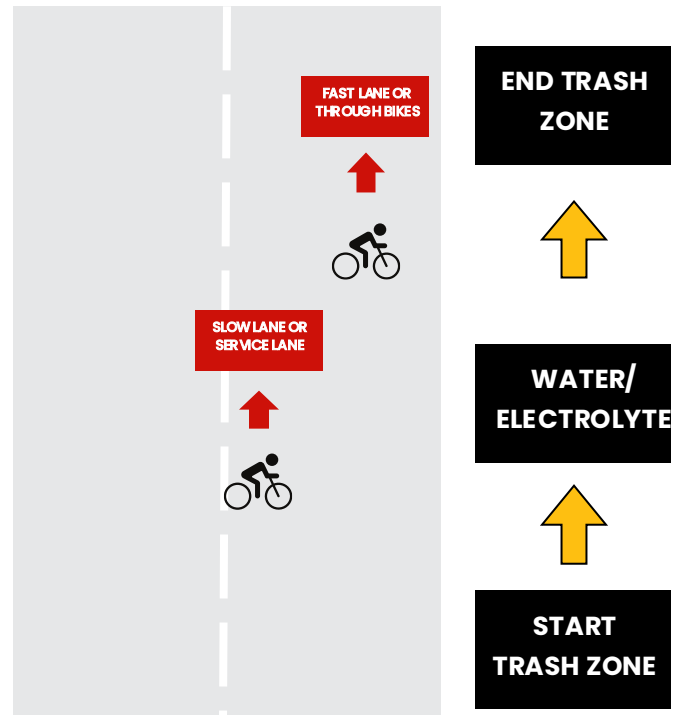 END TRASH
ZONE
FAST LANE OR
THROUGH BIKES
SLOW LANE OR
SERVICE LANE
WATER/
ELECTROLYTE
START
TRASH ZONE